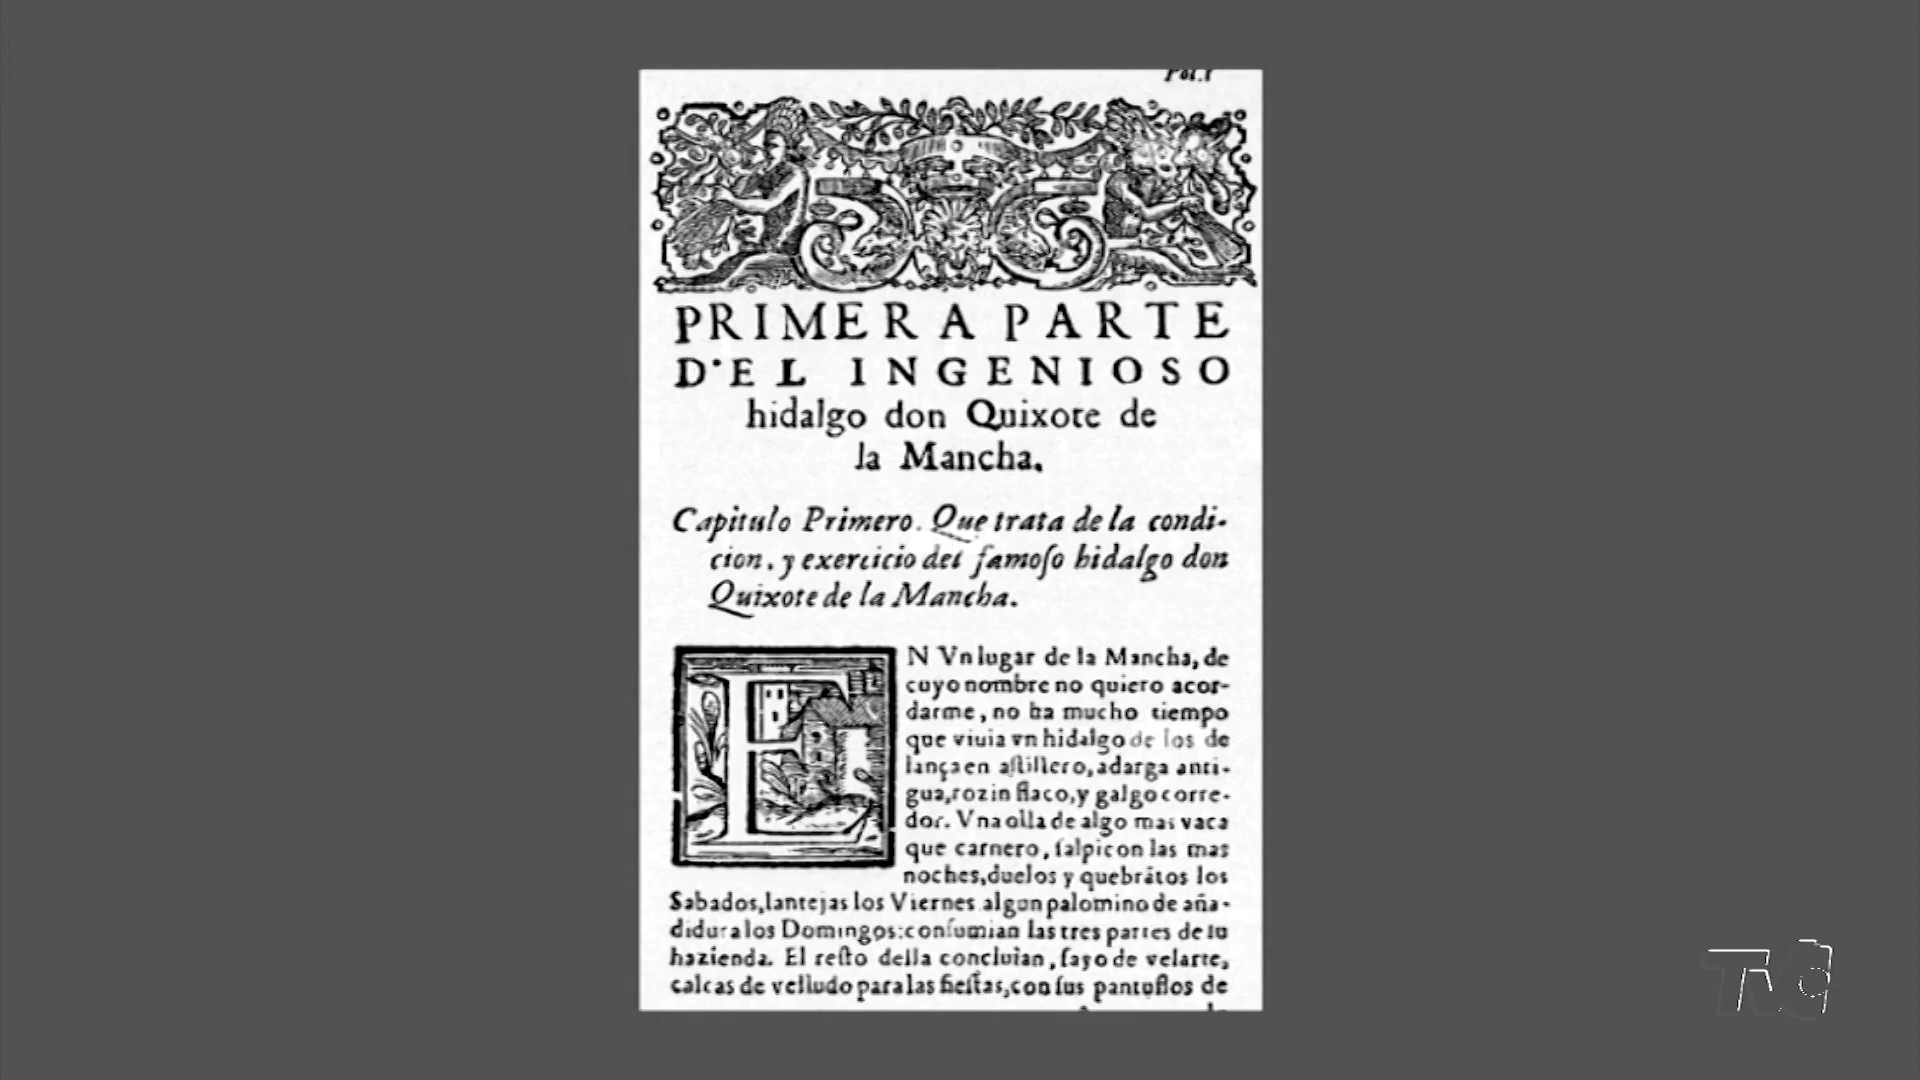 Fol.1
PRIMERA PARTE
D'EL INGENIOSO
hidalgo don Quixote de
la Mancha.
Capitulo Primero. Que trata de la condi-
cion, y exercicio del famoſo hidalgo don
Quixote de la Mancha.
EN Vn lugar de la Mancha, de
cuyo nombre no quiero acor-
darme, no ha mucho tiempo
que viuia vn hidalgo de los de
lança en aſtillero, adarga anti-
gua, rozin flaco, y galgo corre-
dor. Vna olla de algo mas vaca
que carnero, ſalpicon las mas
noches, duelos y quebrãtos los
Sabados, lantejas los Viernes algun palomino de aña-
didura los Domingos: conſumian las tres partes de ſu
hazienda. El reſto della concluian, ſayo de velarte,
calças de velludo para las fieſtas, con ſus pantuflos de